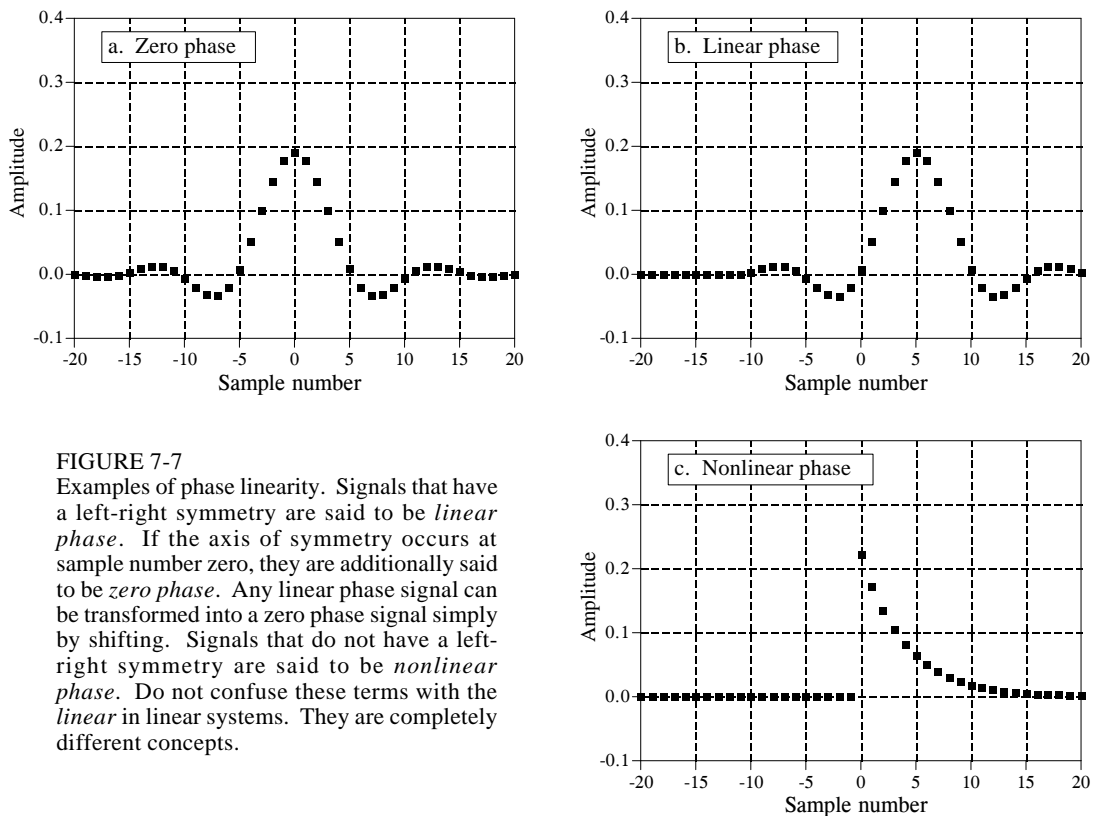 a. Zero phase
0.4
0.3
0.2
0.1
0.0
-0.1
Amplitude
-20 -15 -10 -5 0 5 10 15 20
Sample number
b. Linear phase
0.4
0.3
0.2
0.1
0.0
-0.1
Amplitude
-20 -15 -10 -5 0 5 10 15 20
Sample number
FIGURE 7-7
Examples of phase linearity. Signals that have
a left-right symmetry are said to be linear
phase. If the axis of symmetry occurs at
sample number zero, they are additionally said
to be zero phase. Any linear phase signal can
be transformed into a zero phase signal simply
by shifting. Signals that do not have a left-
right symmetry are said to be nonlinear
phase. Do not confuse these terms with the
linear in linear systems. They are completely
different concepts.
c. Nonlinear phase
0.4
0.3
0.2
0.1
0.0
-0.1
Amplitude
-20 -15 -10 -5 0 5 10 15 20
Sample number